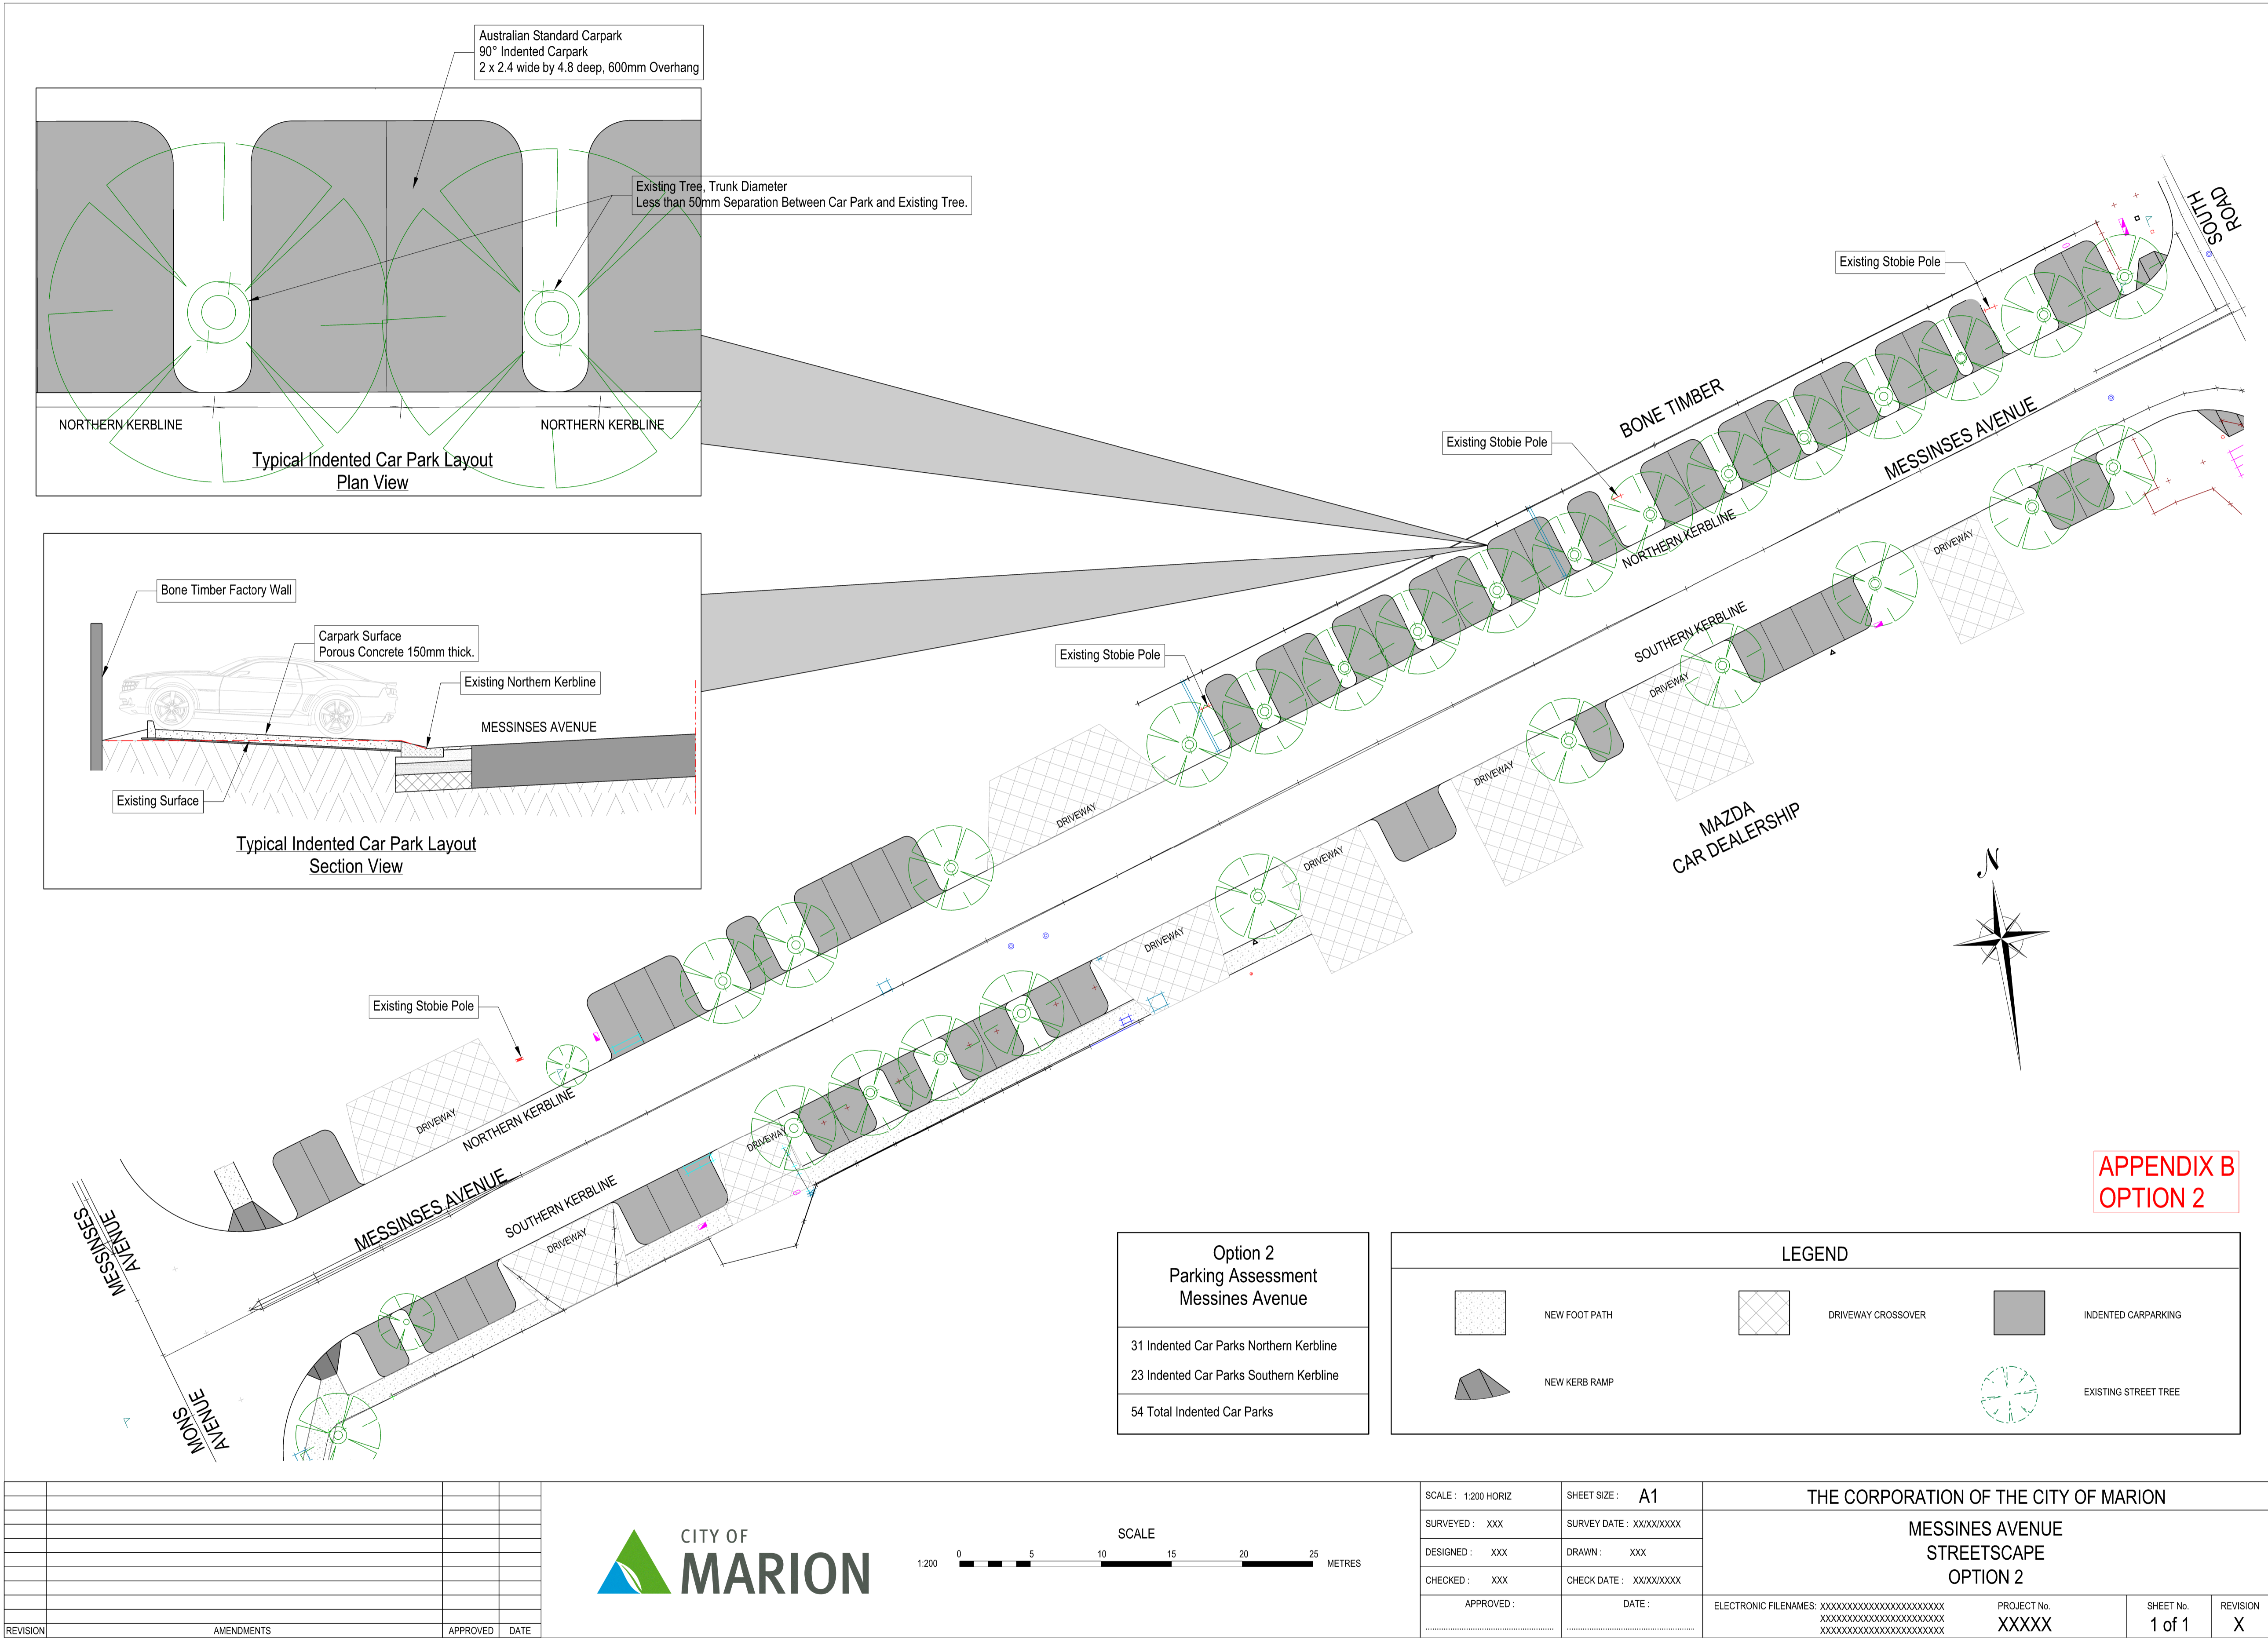 Australian Standard Carpark
90° Indented Carpark
2 x 2.4 wide by 4.8 deep, 600mm Overhang
Existing Tree, Trunk Diameter
Less than 50mm Separation Between Car Park and Existing Tree.
NORTHERN KERBLINE
NORTHERN KERBLINE
Typical Indented Car Park Layout
Plan View
Bone Timber Factory Wall
Carpark Surface
Porous Concrete 150mm thick.
Existing Northern Kerbline
MESSINSES AVENUE
Existing Surface
Typical Indented Car Park Layout
Section View
SOUTH
ROAD
Existing Stobie Pole
BONE TIMBER
MESSINSES AVENUE
Existing Stobie Pole
NORTHERN KERBLINE
DRIVEWAY
SOUTHERN KERBLINE
Existing Stobie Pole
DRIVEWAY
DRIVEWAY
DRIVEWAY
MAZDA
CAR DEALERSHIP
DRIVEWAY
DRIVEWAY
N
Existing Stobie Pole
DRIVEWAY
NORTHERN KERBLINE
DRIVEWAY
MESSINSES AVENUE
SOUTHERN KERBLINE
DRIVEWAY
MESSINSES
AVENUE
MONS
AVENUE
APPENDIX B
OPTION 2
Option 2
Parking Assessment
Messines Avenue
31 Indented Car Parks Northern Kerbline
23 Indented Car Parks Southern Kerbline
54 Total Indented Car Parks
LEGEND
NEW FOOT PATH
DRIVEWAY CROSSOVER
INDENTED CARPARKING
NEW KERB RAMP
EXISTING STREET TREE
REVISION
AMENDMENTS
APPROVED
DATE
CITY OF
MARION
SCALE
1:200
0 5 10 15 20 25
METRES
SCALE : 1:200 HORIZ
SHEET SIZE : A1
SURVEYED : XXX
SURVEY DATE : XX/XX/XXXX
DESIGNED : XXX
DRAWN : XXX
CHECKED : XXX
CHECK DATE : XX/XX/XXXX
APPROVED :
DATE :
THE CORPORATION OF THE CITY OF MARION
MESSINES AVENUE
STREETSCAPE
OPTION 2
ELECTRONIC FILENAMES: XXXXXXXXXXXXXXXXXXXXXXX
XXXXXXXXXXXXXXXXXXXXXXX
XXXXXXXXXXXXXXXXXXXXXXX
PROJECT No.
XXXXX
SHEET No.
1 of 1
REVISION
X